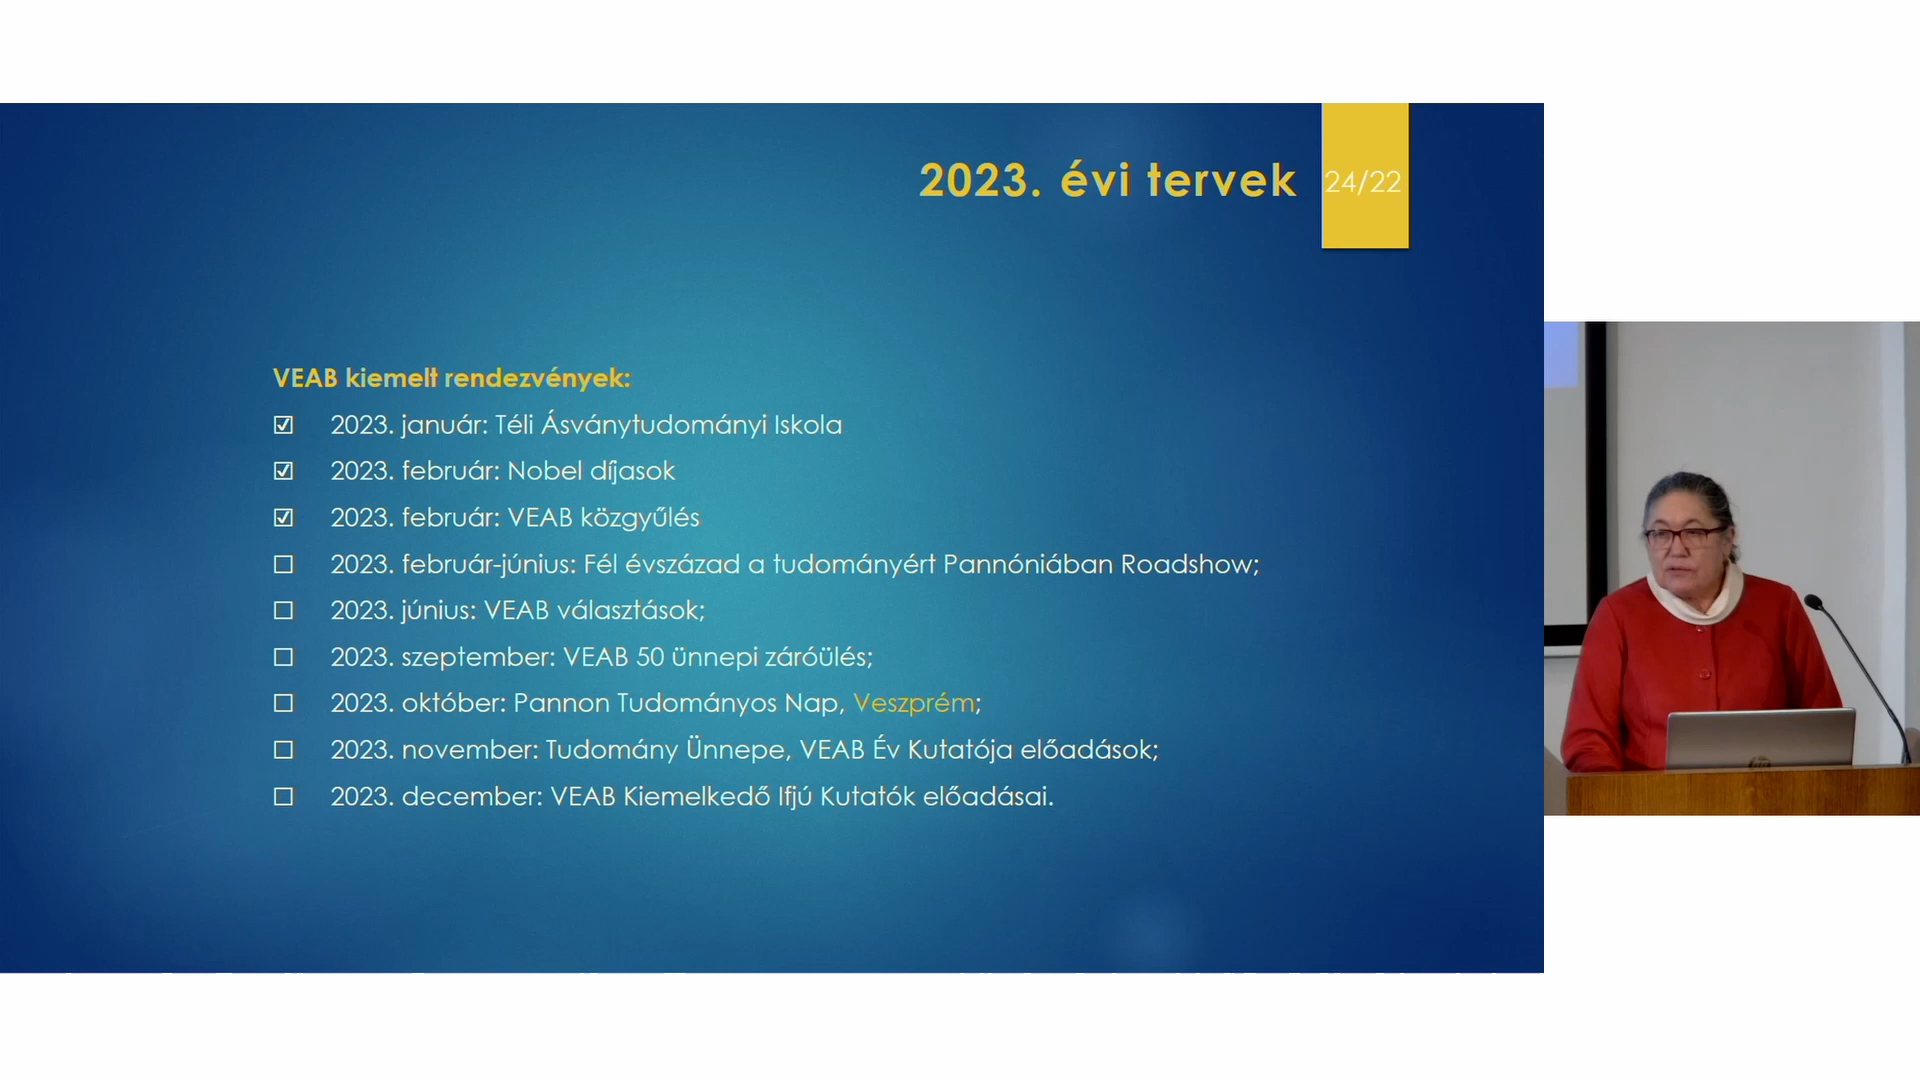 2023. évi tervek
24/22
VEAB kiemelt rendezvények:
☑ 2023. január: Téli Ásványtudományi Iskola
☑ 2023. február: Nobel díjasok
☑ 2023. február: VEAB közgyűlés
☐ 2023. február-június: Fél évszázad a tudományért Pannóniában Roadshow;
☐ 2023. június: VEAB választások;
☐ 2023. szeptember: VEAB 50 ünnepi záróülés;
☐ 2023. október: Pannon Tudományos Nap, Veszprém;
☐ 2023. november: Tudomány Ünnepe, VEAB Év Kutatója előadások;
☐ 2023. december: VEAB Kiemelkedő Ifjú Kutatók előadásai.